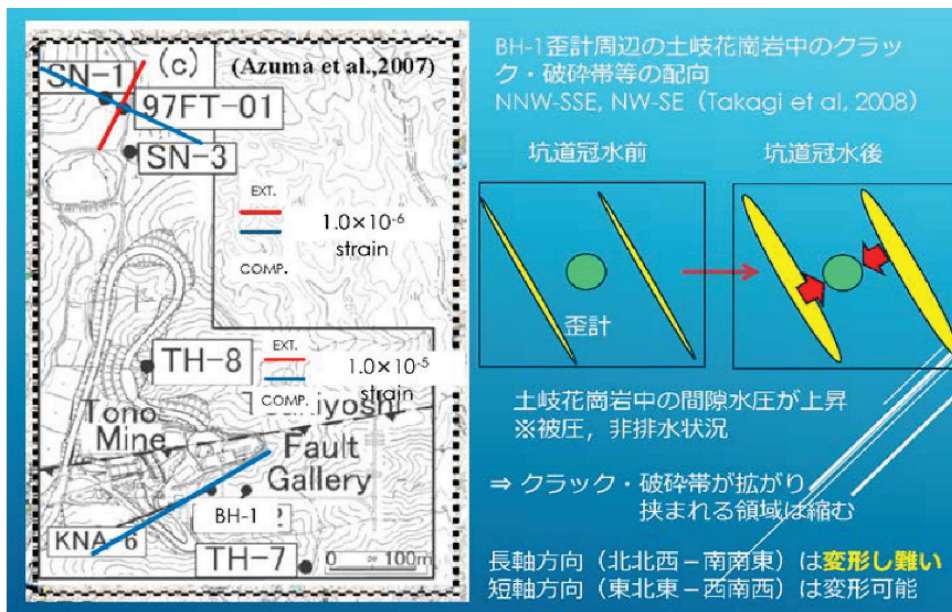 (c) (Azuma et al.,2007)
SN-1
97FT-01
SN-3
EXT.
1.0×10-6
strain
COMP.
TH-8
EXT.
1.0×10-5
strain
COMP.
Tono
Mine
Fault
Gallery
BH-1
KNA-6
TH-7
0
100m
BH-1歪計周辺の土岐花崗岩中のクラッ
ク・破砕帯等の配向
NNW-SSE, NW-SE（Takagi et al, 2008）
坑道冠水前
坑道冠水後
歪計
土岐花崗岩中の間隙水圧が上昇
※被圧，非排水状況
⇒ クラック・破砕帯が拡がり
挟まれる領域は縮む
長軸方向（北北西－南南東）は変形し難い
短軸方向（東北東－西南西）は変形可能